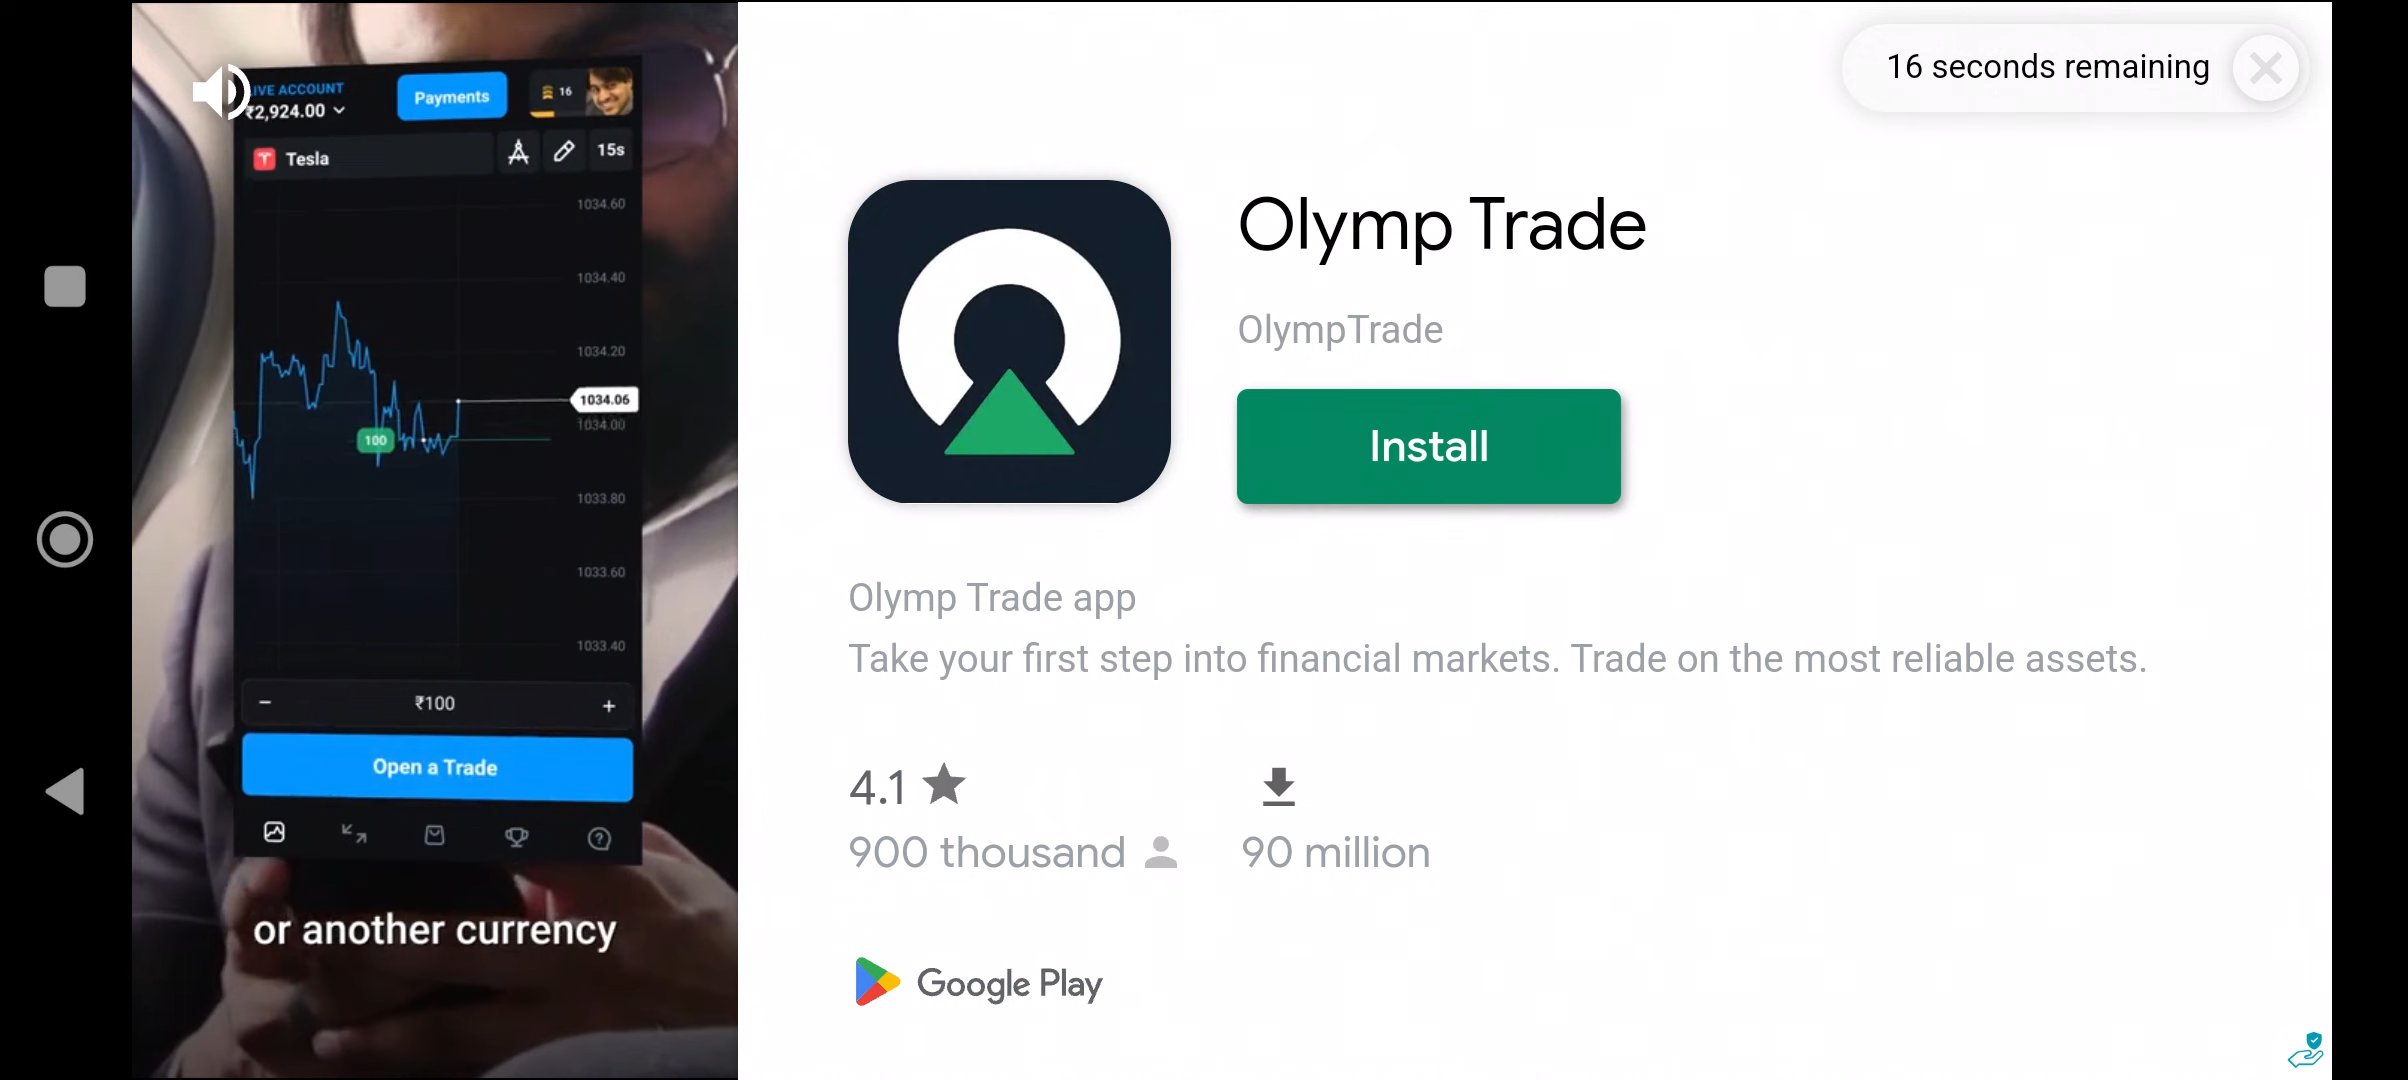 LIVE ACCOUNT
₹2,924.00
Payments
16
Tesla
15s
1034.60
1034.40
1034.20
1034.06
1034.00
100
1033.80
1033.60
1033.40
− ₹100 +
Open a Trade
or another currency
16 seconds remaining
Olymp Trade
OlympTrade
Install
Olymp Trade app
Take your first step into financial markets. Trade on the most reliable assets.
4.1
900 thousand
90 million
Google Play